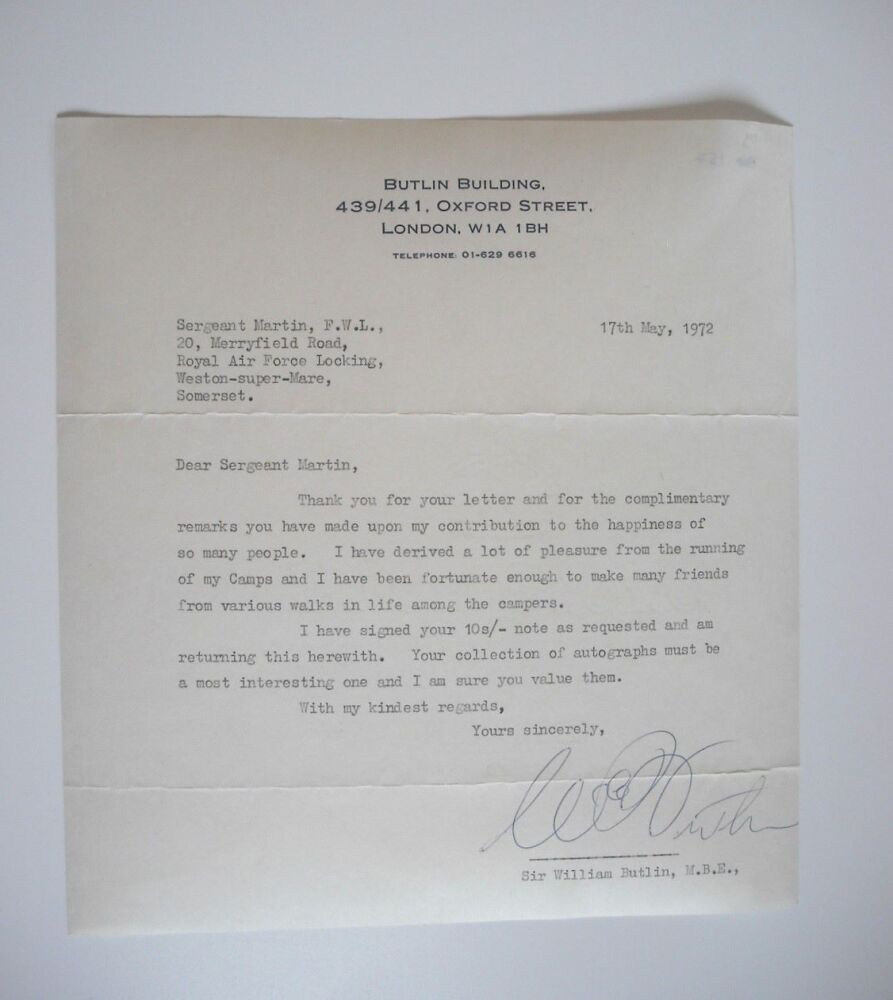 BUTLIN BUILDING,
439/441, OXFORD STREET,
LONDON, W1A 1BH
TELEPHONE: 01-629 6616
Sergeant Martin, F.W.L.,
17th May, 1972
20, Merryfield Road,
Royal Air Force Locking,
Weston-super-Mare,
Somerset.
Dear Sergeant Martin,
Thank you for your letter and for the complimentary
remarks you have made upon my contribution to the happiness of
so many people. I have derived a lot of pleasure from the running
of my Camps and I have been fortunate enough to make many friends
from various walks in life among the campers.
I have signed your 10s/- note as requested and am
returning this herewith. Your collection of autographs must be
a most interesting one and I am sure you value them.
With my kindest regards,
Yours sincerely,
Sir William Butlin, M.B.E.,